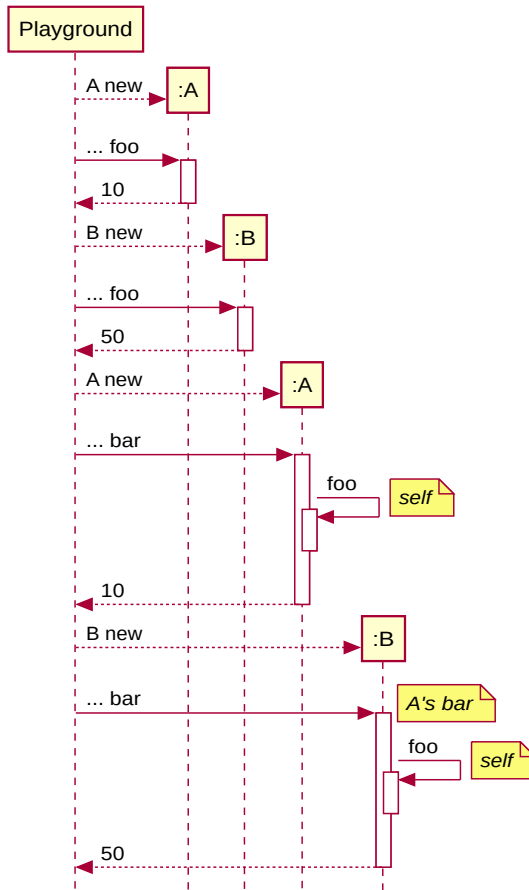 Playground
A new
:A
... foo
10
B new
:B
... foo
50
A new
:A
... bar
foo
self
10
B new
:B
... bar
A's bar
foo
self
50